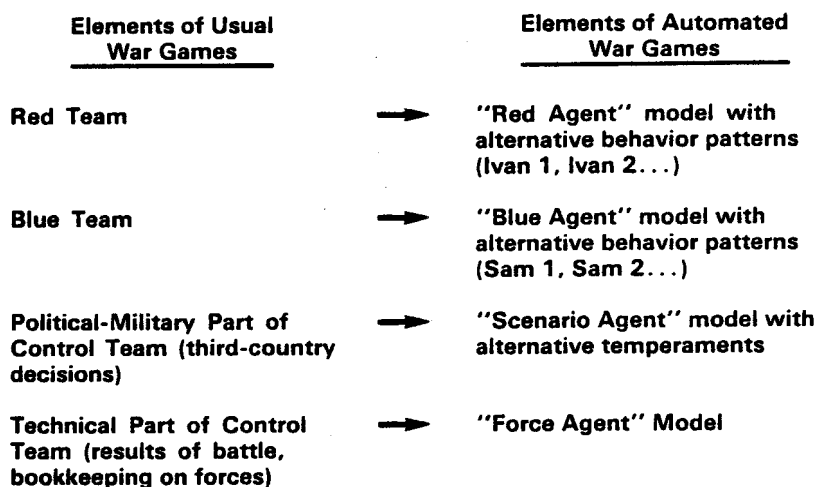 Elements of Usual
War Games
Elements of Automated
War Games
Red Team
"Red Agent" model with
alternative behavior patterns
(Ivan 1, Ivan 2...)
Blue Team
"Blue Agent" model with
alternative behavior patterns
(Sam 1, Sam 2...)
Political-Military Part of
Control Team (third-country
decisions)
"Scenario Agent" model with
alternative temperaments
Technical Part of Control
Team (results of battle,
bookkeeping on forces)
"Force Agent" Model